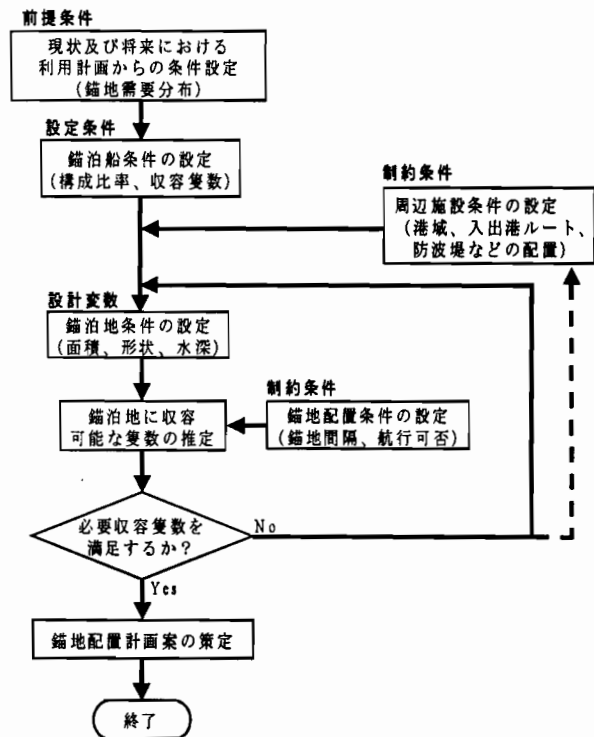 前提条件
現状及び将来における
利用計画からの条件設定
(錨地需要分布)
設定条件
錨泊船条件の設定
(構成比率、収容隻数)
制約条件
周辺施設条件の設定
(港域、入出港ルート、
防波堤などの配置)
設計変数
錨泊地条件の設定
(面積、形状、水深)
制約条件
錨泊地に収容
可能な隻数の推定
錨地配置条件の設定
(錨地間隔、航行可否)
必要収容隻数を
満足するか?
No
Yes
錨地配置計画案の策定
終了